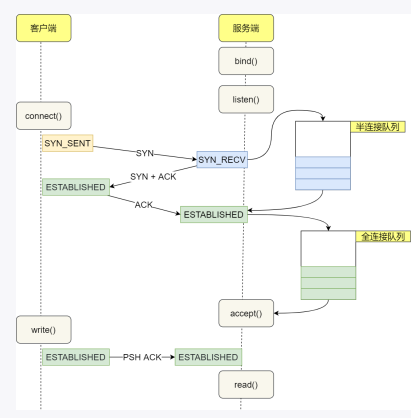 客户端
服务端
bind()
listen()
connect()
半连接队列
SYN_SENT
SYN
SYN_RECV
SYN + ACK
ESTABLISHED
ACK
ESTABLISHED
全连接队列
accept()
write()
ESTABLISHED
PSH ACK
ESTABLISHED
read()